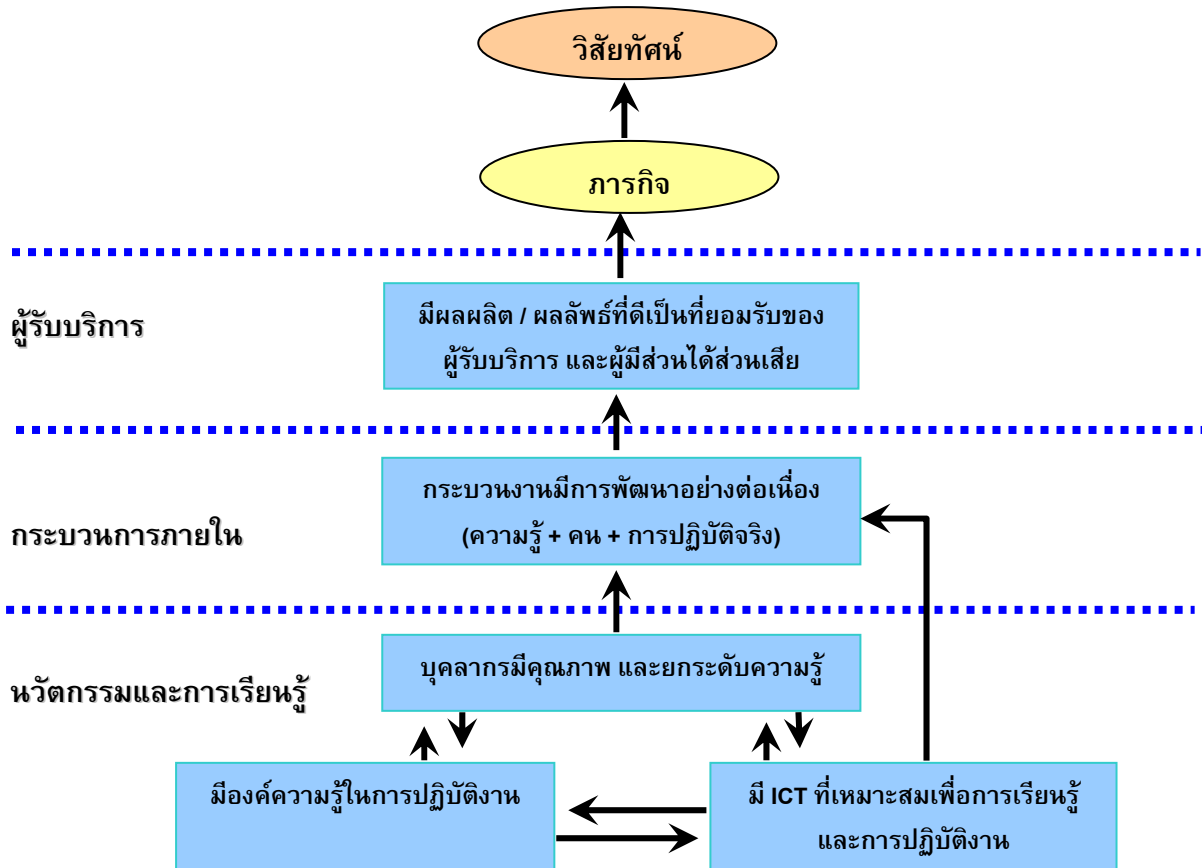 วิสัยทัศน์
ภารกิจ
ผู้รับบริการ
มีผลผลิต / ผลลัพธ์ที่ดีเป็นที่ยอมรับของ
ผู้รับบริการ และผู้มีส่วนได้ส่วนเสีย
กระบวนการภายใน
กระบวนงานมีการพัฒนาอย่างต่อเนื่อง
(ความรู้ + คน + การปฏิบัติจริง)
นวัตกรรมและการเรียนรู้
บุคลากรมีคุณภาพ และยกระดับความรู้
มีองค์ความรู้ในการปฏิบัติงาน
มี ICT ที่เหมาะสมเพื่อการเรียนรู้
และการปฏิบัติงาน